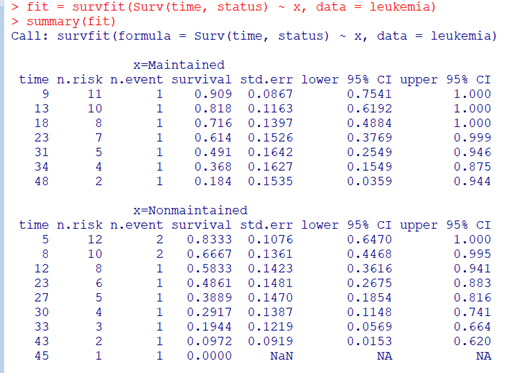 > fit = survfit(Surv(time, status) ~ x, data = leukemia)
> summary(fit)
Call: survfit(formula = Surv(time, status) ~ x, data = leukemia)
x=Maintained
time n.risk n.event survival std.err lower 95% CI upper 95% CI
9 11 1 0.909 0.0867 0.7541 1.000
13 10 1 0.818 0.1163 0.6192 1.000
18 8 1 0.716 0.1397 0.4884 1.000
23 7 1 0.614 0.1526 0.3769 0.999
31 5 1 0.491 0.1642 0.2549 0.946
34 4 1 0.368 0.1627 0.1549 0.875
48 2 1 0.184 0.1535 0.0359 0.944
x=Nonmaintained
time n.risk n.event survival std.err lower 95% CI upper 95% CI
5 12 2 0.8333 0.1076 0.6470 1.000
8 10 2 0.6667 0.1361 0.4468 0.995
12 8 1 0.5833 0.1423 0.3616 0.941
23 6 1 0.4861 0.1481 0.2675 0.883
27 5 1 0.3889 0.1470 0.1854 0.816
30 4 1 0.2917 0.1387 0.1148 0.741
33 3 1 0.1944 0.1219 0.0569 0.664
43 2 1 0.0972 0.0919 0.0153 0.620
45 1 1 0.0000 NaN NA NA